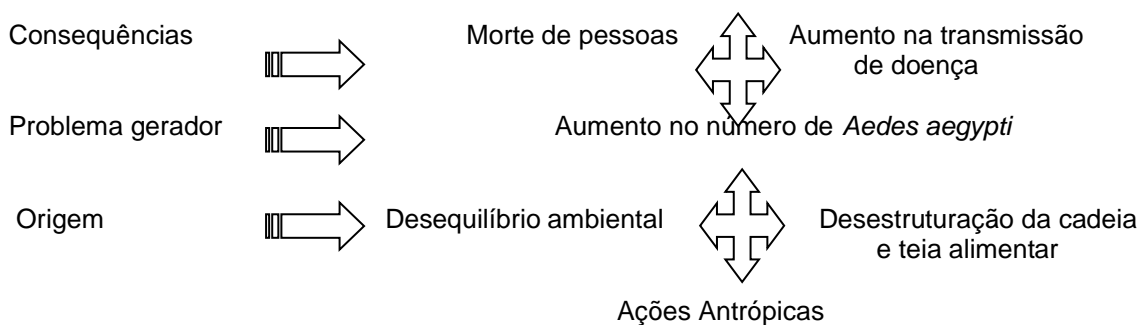 Consequências
Morte de pessoas
Aumento na transmissão
de doença
Problema gerador
Aumento no número de Aedes aegypti
Origem
Desequilíbrio ambiental
Desestruturação da cadeia
e teia alimentar
Ações Antrópicas